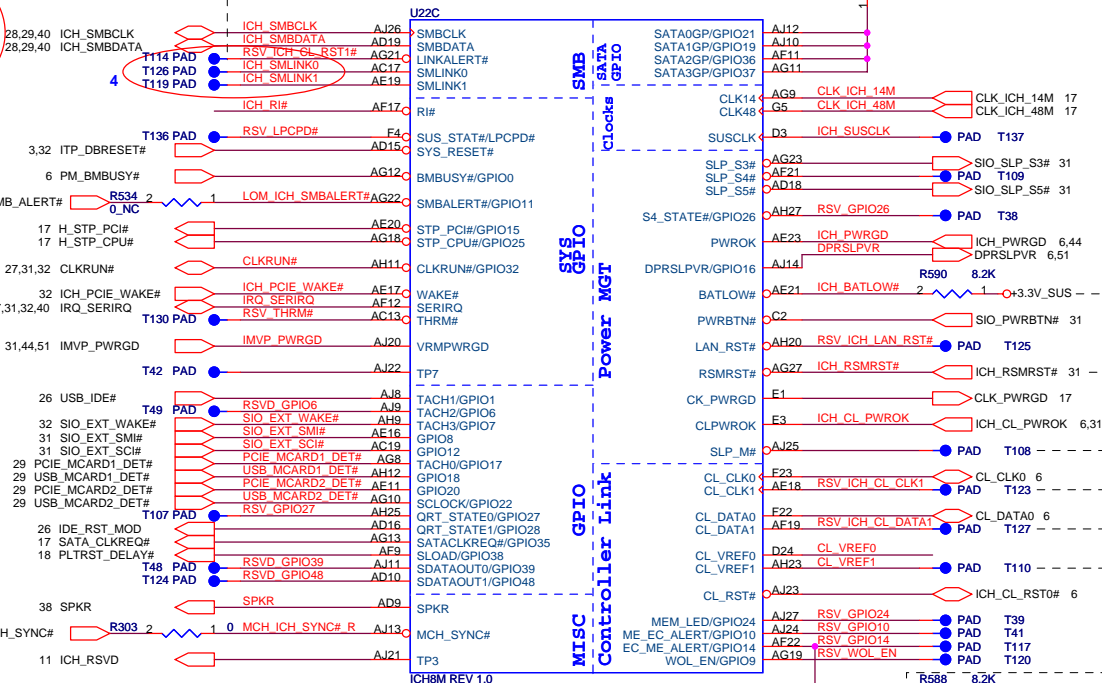 U22C
28,29,40 ICH_SMBCLK ICH_SMBCLK AJ26 SMBCLK
28,29,40 ICH_SMBDATA ICH_SMBDATA AD19 SMBDATA
T114 PAD RSV_ICH_CL_RST1# AG21 LINKALERT#
T126 PAD ICH_SMLINK0 AC17 SMLINK0
4 T119 PAD ICH_SMLINK1 AE19 SMLINK1
ICH_RI# AF17 RI#
T136 PAD RSV_LPCPD# F4 SUS_STAT#/LPCPD#
3,32 ITP_DBRESET# AD15 SYS_RESET#
6 PM_BMBUSY# AG12 BMBUSY#/GPIO0
MB_ALERT# R534 2 1 0_NC LOM_ICH_SMBALERT# AG22 SMBALERT#/GPIO11
17 H_STP_PCI# AE20 STP_PCI#/GPIO15
17 H_STP_CPU# AG18 STP_CPU#/GPIO25
27,31,32 CLKRUN# CLKRUN# AH11 CLKRUN#/GPIO32
32 ICH_PCIE_WAKE# ICH_PCIE_WAKE# AE17 WAKE#
,31,32,40 IRQ_SERIRQ IRQ_SERIRQ AF12 SERIRQ
T130 PAD RSV_THRM# AC13 THRM#
31,44,51 IMVP_PWRGD IMVP_PWRGD AJ20 VRMPWRGD
T42 PAD AJ22 TP7
26 USB_IDE# AJ8 TACH1/GPIO1
T49 PAD RSVD_GPIO6 AJ9 TACH2/GPIO6
32 SIO_EXT_WAKE# SIO_EXT_WAKE# AH9 TACH3/GPIO7
31 SIO_EXT_SMI# SIO_EXT_SMI# AE16 GPIO8
31 SIO_EXT_SCI# SIO_EXT_SCI# AC19 GPIO12
29 PCIE_MCARD1_DET# PCIE_MCARD1_DET# AG8 TACH0/GPIO17
29 USB_MCARD1_DET# USB_MCARD1_DET# AH12 GPIO18
29 PCIE_MCARD2_DET# PCIE_MCARD2_DET# AE11 GPIO20
29 USB_MCARD2_DET# USB_MCARD2_DET# AG10 SCLOCK/GPIO22
T107 PAD RSV_GPIO27 AH25 QRT_STATE0/GPIO27
26 IDE_RST_MOD AD16 QRT_STATE1/GPIO28
17 SATA_CLKREQ# AG13 SATACLKREQ#/GPIO35
18 PLTRST_DELAY# AF9 SLOAD/GPIO38
T48 PAD RSVD_GPIO39 AJ11 SDATAOUT0/GPIO39
T124 PAD RSVD_GPIO48 AD10 SDATAOUT1/GPIO48
38 SPKR SPKR AD9 SPKR
H_SYNC# R303 2 1 0 MCH_ICH_SYNC#_R AJ13 MCH_SYNC#
11 ICH_RSVD AJ21 TP3
ICH8M REV 1.0
SMB
SYS
GPIO
GPIO
MISC
SATA
GPIO
Clocks
Power MGT
Controller Link
1
SATA0GP/GPIO21 AJ12
SATA1GP/GPIO19 AJ10
SATA2GP/GPIO36 AF11
SATA3GP/GPIO37 AG11
CLK14 AG9 CLK_ICH_14M CLK_ICH_14M 17
CLK48 G5 CLK_ICH_48M CLK_ICH_48M 17
SUSCLK D3 ICH_SUSCLK PAD T137
SLP_S3# AG23 SIO_SLP_S3# 31
SLP_S4# AF21 PAD T109
SLP_S5# AD18 SIO_SLP_S5# 31
S4_STATE#/GPIO26 AH27 RSV_GPIO26 PAD T38
PWROK AE23 ICH_PWRGD ICH_PWRGD 6,44
DPRSLPVR/GPIO16 AJ14 DPRSLPVR DPRSLPVR 6,51
BATLOW# AE21 ICH_BATLOW# R590 2 8.2K 1 +3.3V_SUS
PWRBTN# C2 SIO_PWRBTN# 31
LAN_RST# AH20 RSV_ICH_LAN_RST# PAD T125
RSMRST# AG27 ICH_RSMRST# ICH_RSMRST# 31
CK_PWRGD E1 CLK_PWRGD 17
CLPWROK E3 ICH_CL_PWROK ICH_CL_PWROK 6,31
SLP_M# AJ25 PAD T108
CL_CLK0 F23 CL_CLK0 6
CL_CLK1 AE18 RSV_ICH_CL_CLK1 PAD T123
CL_DATA0 F22 CL_DATA0 6
CL_DATA1 AF19 RSV_ICH_CL_DATA1 PAD T127
CL_VREF0 D24 CL_VREF0
CL_VREF1 AH23 CL_VREF1 PAD T110
CL_RST# AJ23 ICH_CL_RST0# 6
MEM_LED/GPIO24 AJ27 RSV_GPIO24 PAD T39
ME_EC_ALERT/GPIO10 AJ24 RSV_GPIO10 PAD T41
EC_ME_ALERT/GPIO14 AF22 RSV_GPIO14 PAD T117
WOL_EN/GPIO9 AG19 RSV_WOL_EN PAD T120
R588 8.2K